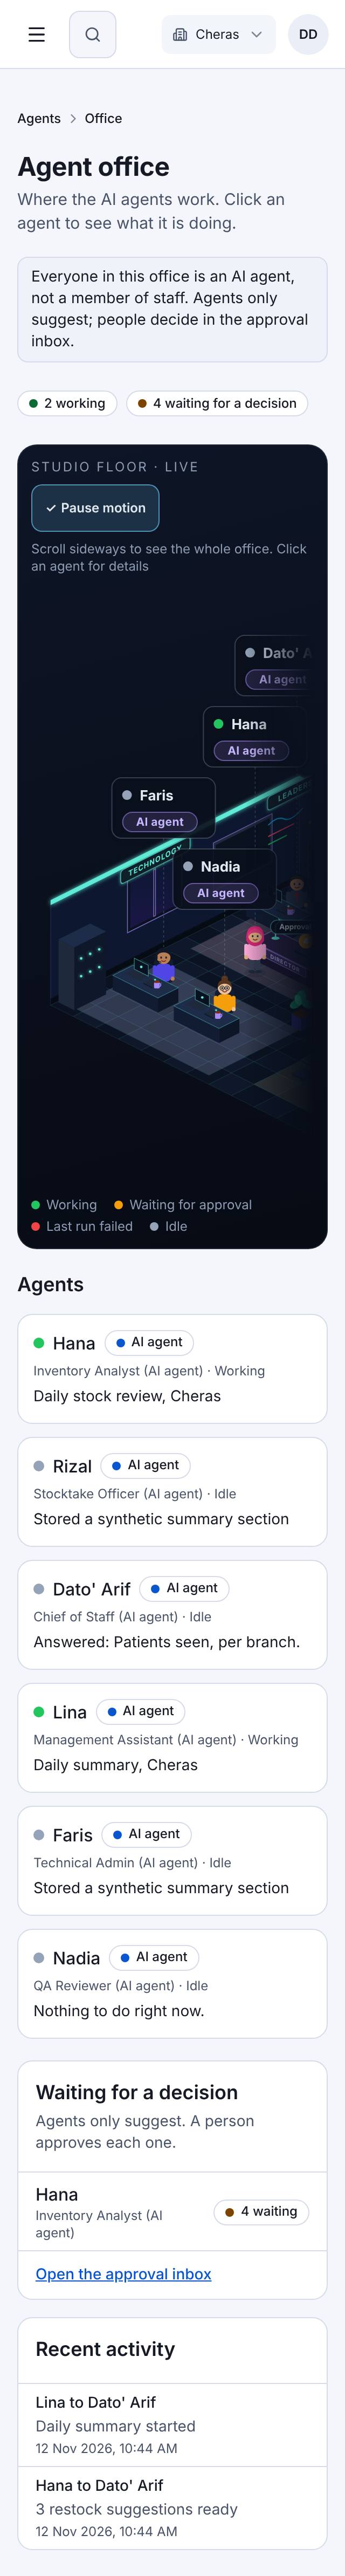 Cheras
DD
Agents > Office
Agent office
Where the AI agents work. Click an
agent to see what it is doing.
Everyone in this office is an AI agent,
not a member of staff. Agents only
suggest; people decide in the approval
inbox.
2 working
4 waiting for a decision
STUDIO FLOOR · LIVE
✓ Pause motion
Scroll sideways to see the whole office. Click
an agent for details
Dato' A
AI agent
Hana
AI agent
Faris
AI agent
TECHNOLOGY
Nadia
AI agent
DIRECTOR
Working
Waiting for approval
Last run failed
Idle
Agents
Hana
AI agent
Inventory Analyst (AI agent) · Working
Daily stock review, Cheras
Rizal
AI agent
Stocktake Officer (AI agent) · Idle
Stored a synthetic summary section
Dato' Arif
AI agent
Chief of Staff (AI agent) · Idle
Answered: Patients seen, per branch.
Lina
AI agent
Management Assistant (AI agent) · Working
Daily summary, Cheras
Faris
AI agent
Technical Admin (AI agent) · Idle
Stored a synthetic summary section
Nadia
AI agent
QA Reviewer (AI agent) · Idle
Nothing to do right now.
Waiting for a decision
Agents only suggest. A person
approves each one.
Hana
Inventory Analyst (AI
agent)
4 waiting
Open the approval inbox
Recent activity
Lina to Dato' Arif
Daily summary started
12 Nov 2026, 10:44 AM
Hana to Dato' Arif
3 restock suggestions ready
12 Nov 2026, 10:44 AM